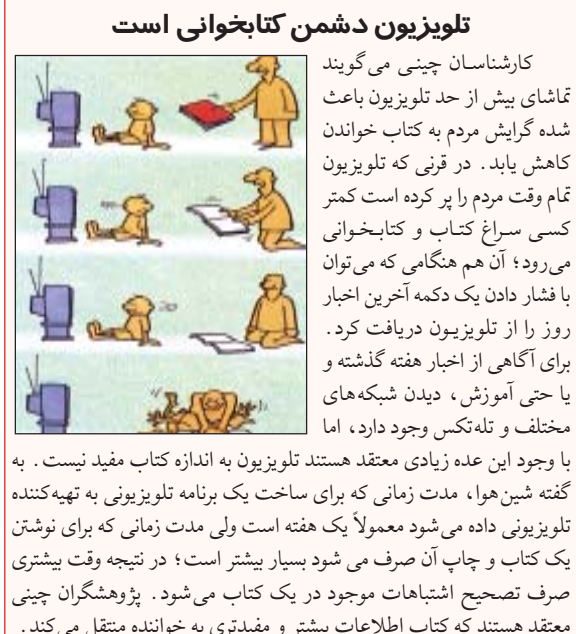 تلویزیون دشمن کتابخوانی است
کارشناسان چینی می‌گویند
تماشای بیش از حد تلویزیون باعث
شده گرایش مردم به کتاب خواندن
کاهش یابد. در قرنی که تلویزیون
تمام وقت مردم را پر کرده است کمتر
کسی سراغ کتاب و کتابخوانی
می‌رود؛ آن هم هنگامی که می‌توان
با فشار دادن یک دکمه آخرین اخبار
روز را از تلویزیون دریافت کرد.
برای آگاهی از اخبار هفته گذشته و
یا حتی آموزش، دیدن شبکه‌های
مختلف و تله‌تکس وجود دارد، اما
با وجود این عده زیادی معتقد هستند تلویزیون به اندازه کتاب مفید نیست. به
گفته شین‌هوا، مدت زمانی که برای ساخت یک برنامه تلویزیونی به تهیه‌کننده
تلویزیونی داده می‌شود معمولاً یک هفته است ولی مدت زمانی که برای نوشتن
یک کتاب و چاپ آن صرف می شود بسیار بیشتر است؛ در نتیجه وقت بیشتری
صرف تصحیح اشتباهات موجود در یک کتاب می‌شود. پژوهشگران چینی
معتقد هستند که کتاب اطلاعات بیشتر و مفیدتری به خواننده منتقل می‌کند.